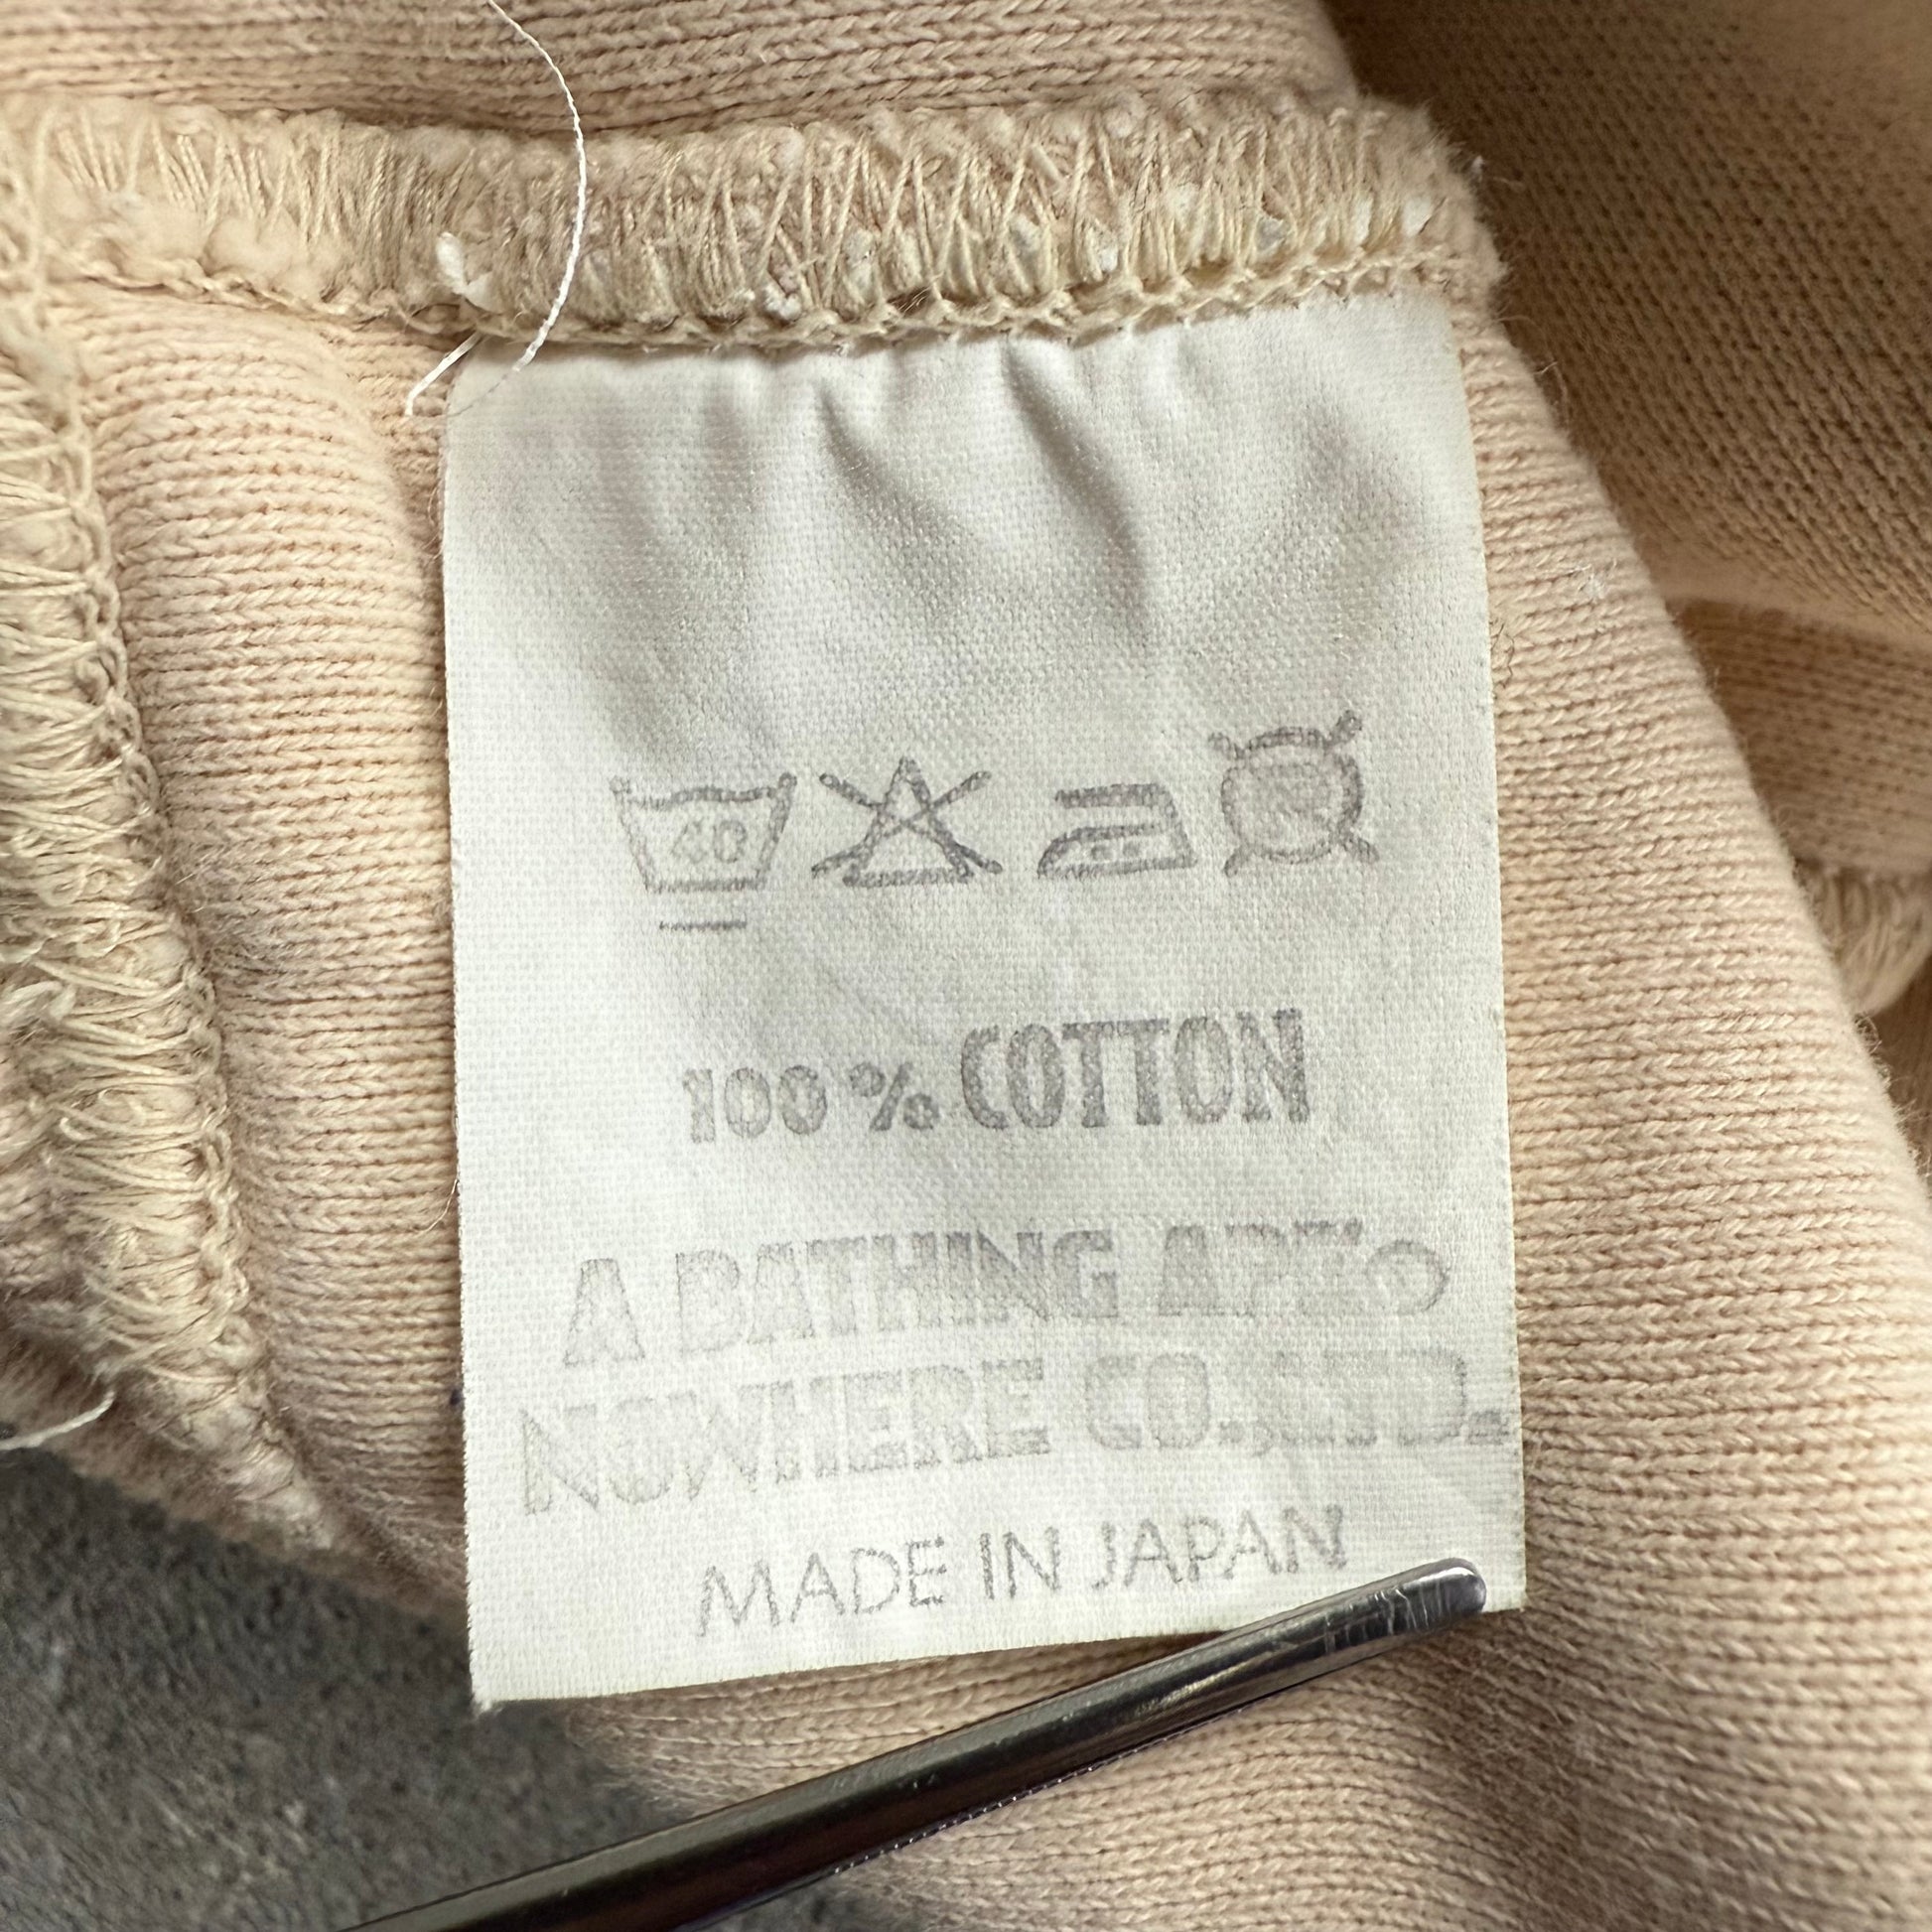 40
100% COTTON
A BATHING APE®
NOWHERE CO.,LTD.
MADE IN JAPAN